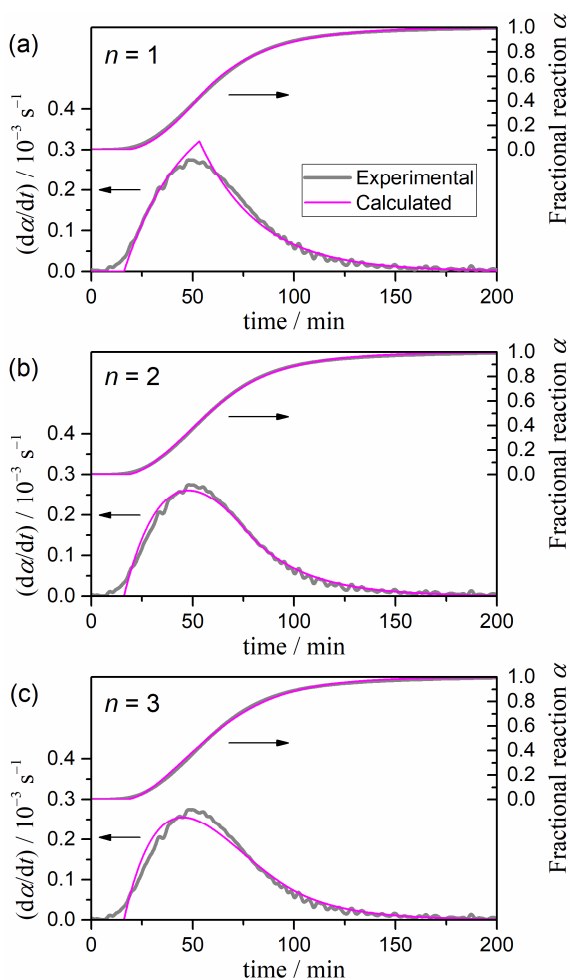 (a)
n = 1
1.0
0.8
0.6
0.4
0.2
0.0
Fractional reaction α
0.4
0.3
0.2
0.1
0.0
(dα/dt) / 10⁻³ s⁻¹
Experimental
Calculated
0 50 100 150 200
time / min
(b)
n = 2
1.0
0.8
0.6
0.4
0.2
0.0
Fractional reaction α
0.4
0.3
0.2
0.1
0.0
(dα/dt) / 10⁻³ s⁻¹
0 50 100 150 200
time / min
(c)
n = 3
1.0
0.8
0.6
0.4
0.2
0.0
Fractional reaction α
0.4
0.3
0.2
0.1
0.0
(dα/dt) / 10⁻³ s⁻¹
0 50 100 150 200
time / min